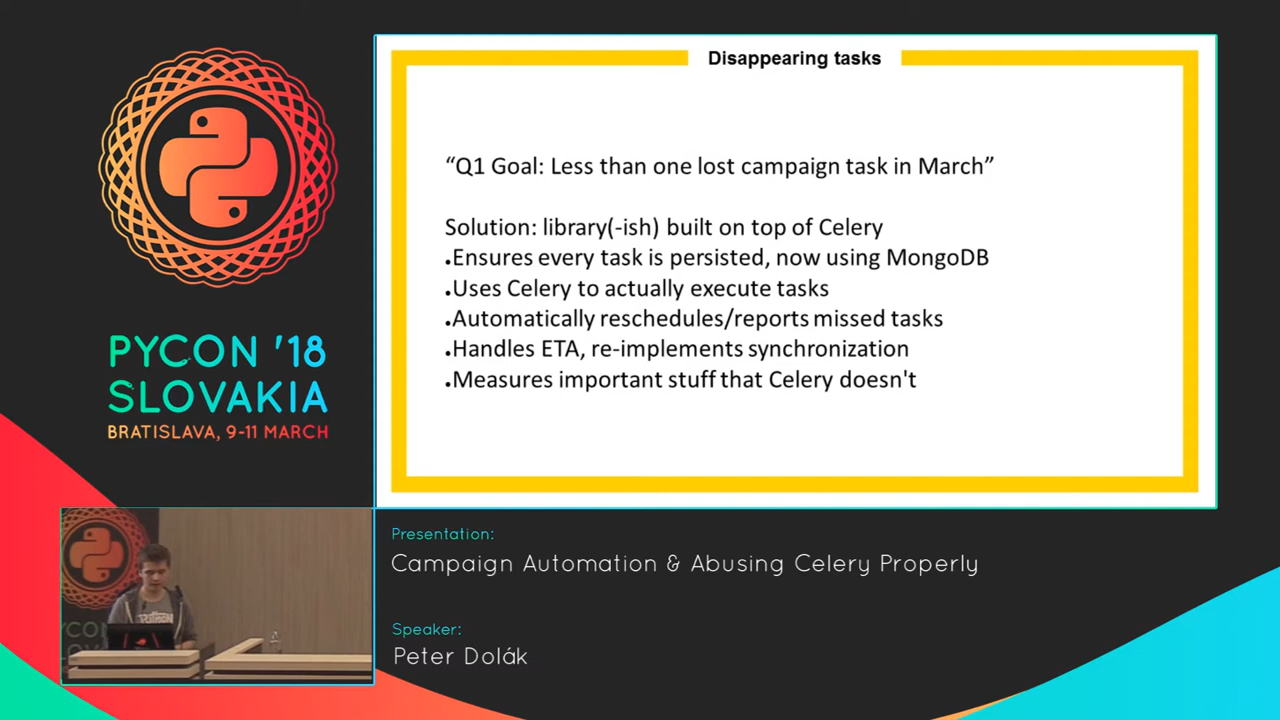 Disappearing tasks
“Q1 Goal: Less than one lost campaign task in March”
Solution: library(-ish) built on top of Celery
.Ensures every task is persisted, now using MongoDB
.Uses Celery to actually execute tasks
.Automatically reschedules/reports missed tasks
.Handles ETA, re-implements synchronization
.Measures important stuff that Celery doesn't
PYCON '18
SLOVAKIA
BRATISLAVA, 9-11 MARCH
Presentation:
Campaign Automation & Abusing Celery Properly
Speaker:
Peter Dolák